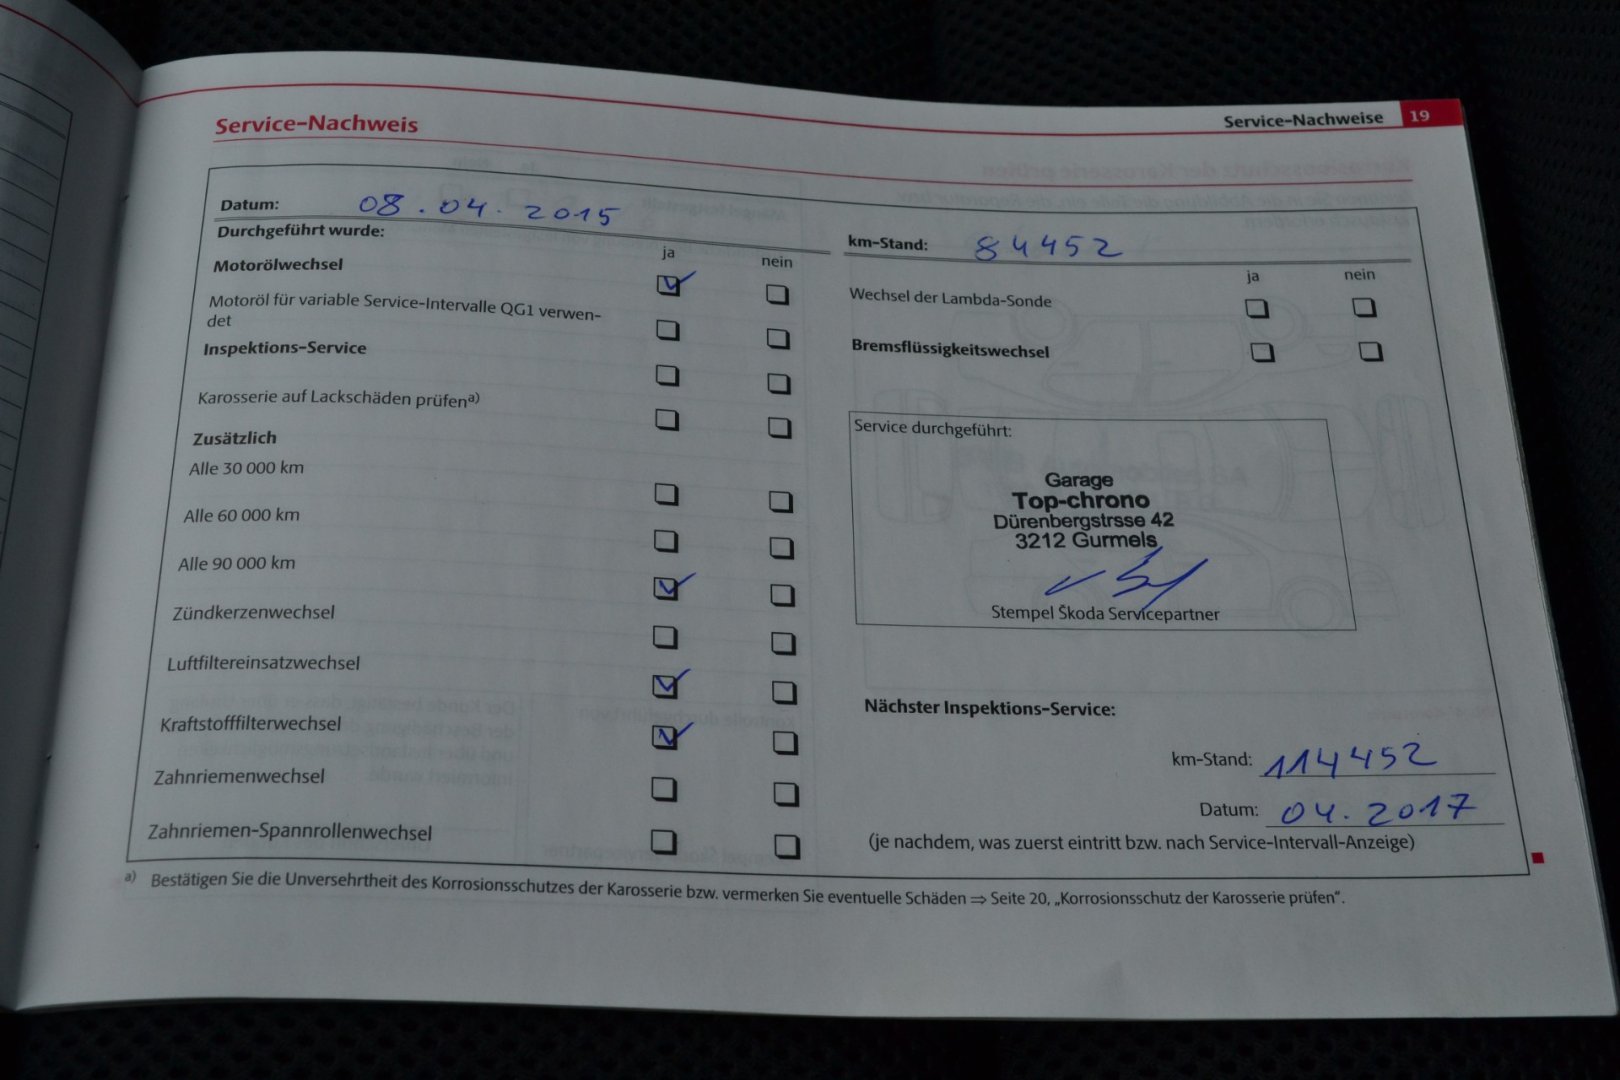 Service-Nachweis
Service-Nachweise 19
Datum: 08.04.2015
Durchgeführt wurde:
ja nein
Motorölwechsel
Motoröl für variable Service-Intervalle QG1 verwen-
det
Inspektions-Service
Karosserie auf Lackschäden prüfen a)
Zusätzlich
Alle 30 000 km
Alle 60 000 km
Alle 90 000 km
Zündkerzenwechsel
Luftfiltereinsatzwechsel
Kraftstofffilterwechsel
Zahnriemenwechsel
Zahnriemen-Spannrollenwechsel
km-Stand: 84452
ja nein
Wechsel der Lambda-Sonde
Bremsflüssigkeitswechsel
Service durchgeführt:
Garage
Top-chrono
Dürenbergstrsse 42
3212 Gurmels
Stempel Škoda Servicepartner
Nächster Inspektions-Service:
km-Stand: 114452
Datum: 04.2017
(je nachdem, was zuerst eintritt bzw. nach Service-Intervall-Anzeige)
a) Bestätigen Sie die Unversehrtheit des Korrosionsschutzes der Karosserie bzw. vermerken Sie eventuelle Schäden ⇒ Seite 20, „Korrosionsschutz der Karosserie prüfen“.